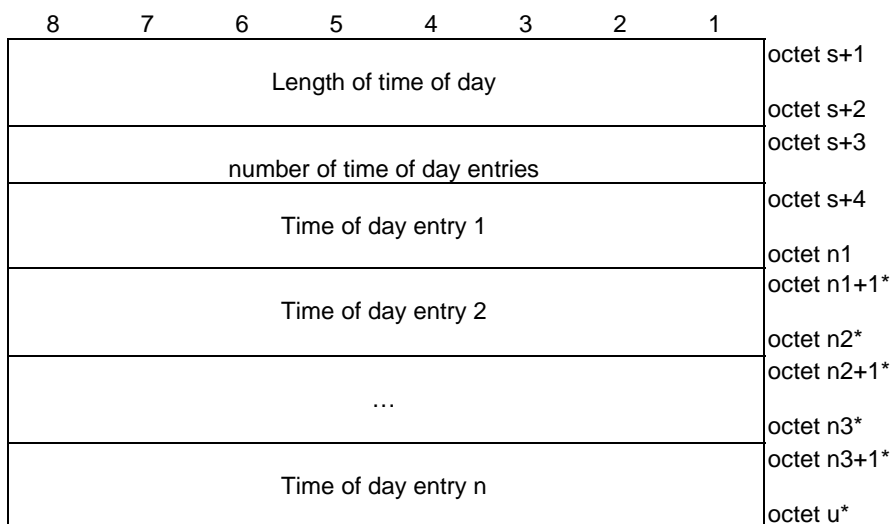 8 7 6 5 4 3 2 1
Length of time of day
octet s+1
octet s+2
number of time of day entries
octet s+3
Time of day entry 1
octet s+4
octet n1
Time of day entry 2
octet n1+1*
octet n2*
…
octet n2+1*
octet n3*
Time of day entry n
octet n3+1*
octet u*